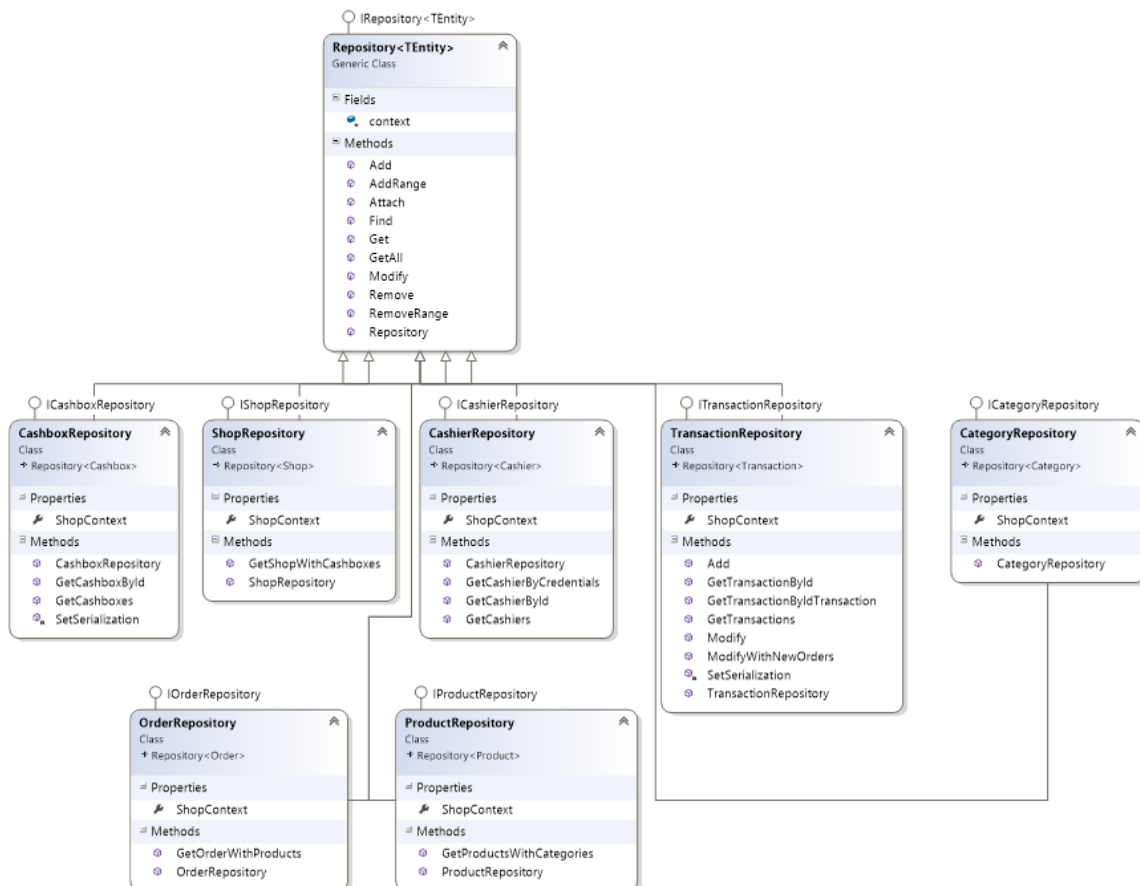 IRepository<TEntity>
Repository<TEntity>
Generic Class
Fields
context
Methods
Add
AddRange
Attach
Find
Get
GetAll
Modify
Remove
RemoveRange
Repository
ICashboxRepository
CashboxRepository
Class
Repository<Cashbox>
Properties
ShopContext
Methods
CashboxRepository
GetCashboxById
GetCashboxes
SetSerialization
IShopRepository
ShopRepository
Class
Repository<Shop>
Properties
ShopContext
Methods
GetShopWithCashboxes
ShopRepository
ICashierRepository
CashierRepository
Class
Repository<Cashier>
Properties
ShopContext
Methods
CashierRepository
GetCashierByCredentials
GetCashierById
GetCashiers
ITransactionRepository
TransactionRepository
Class
Repository<Transaction>
Properties
ShopContext
Methods
Add
GetTransactionById
GetTransactionByIdTransaction
GetTransactions
Modify
ModifyWithNewOrders
SetSerialization
TransactionRepository
ICategoryRepository
CategoryRepository
Class
Repository<Category>
Properties
ShopContext
Methods
CategoryRepository
IOrderRepository
OrderRepository
Class
Repository<Order>
Properties
ShopContext
Methods
GetOrderWithProducts
OrderRepository
IProductRepository
ProductRepository
Class
Repository<Product>
Properties
ShopContext
Methods
GetProductsWithCategories
ProductRepository